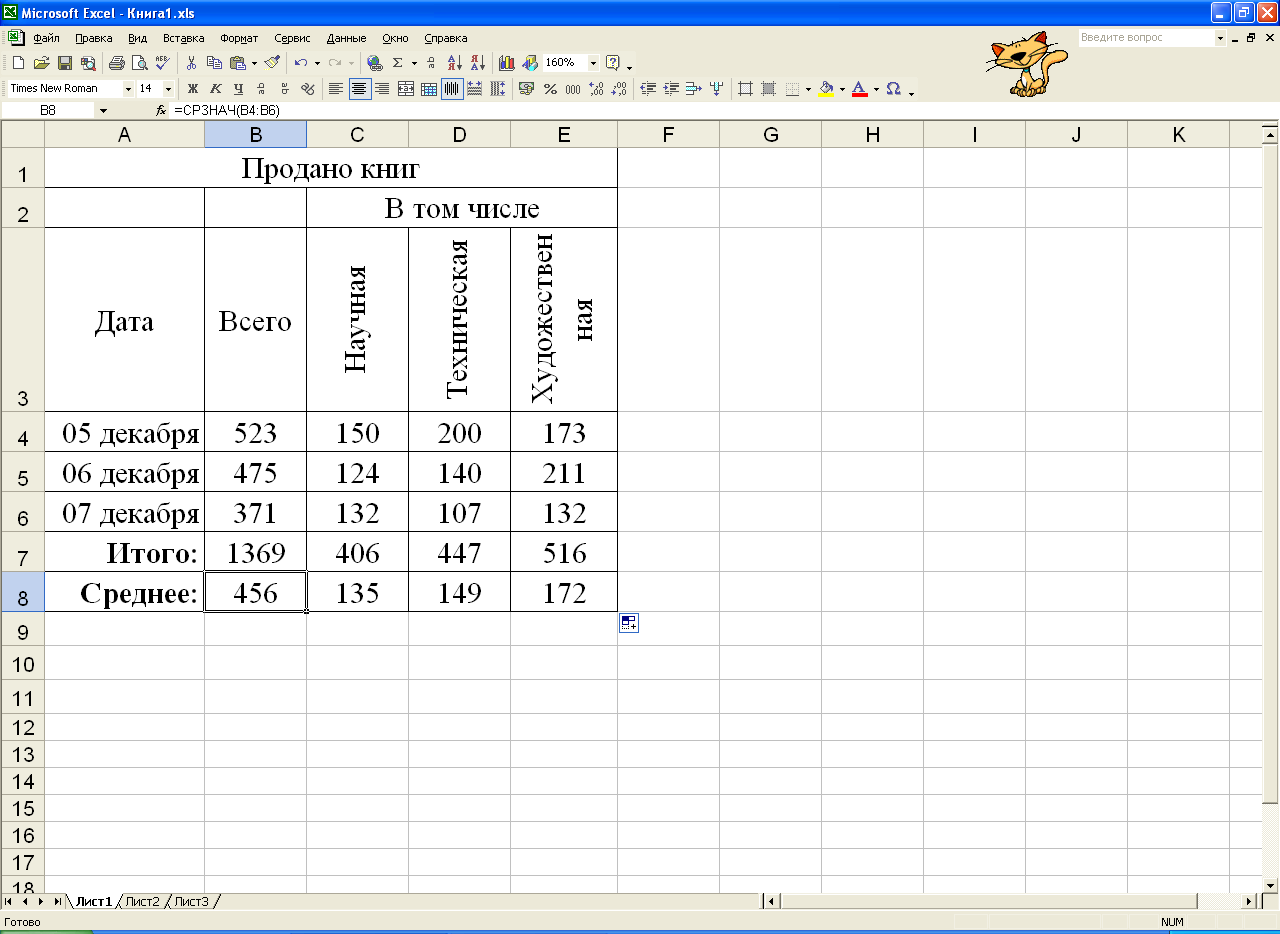 Microsoft Excel - Книга1.xls
Файл Правка Вид Вставка Формат Сервис Данные Окно Справка Введите вопрос
160%
Times New Roman 14 Ж К Ч % 000
B8 fx =СРЗНАЧ(B4:B6)
A B C D E F G H I J K
1 Продано книг
2 В том числе
3 Дата Всего Научная Техническая Художествен
ная
4 05 декабря 523 150 200 173
5 06 декабря 475 124 140 211
6 07 декабря 371 132 107 132
7 Итого: 1369 406 447 516
8 Среднее: 456 135 149 172
9
10
11
12
13
14
15
16
17
18
Лист1 Лист2 Лист3
Готово NUM